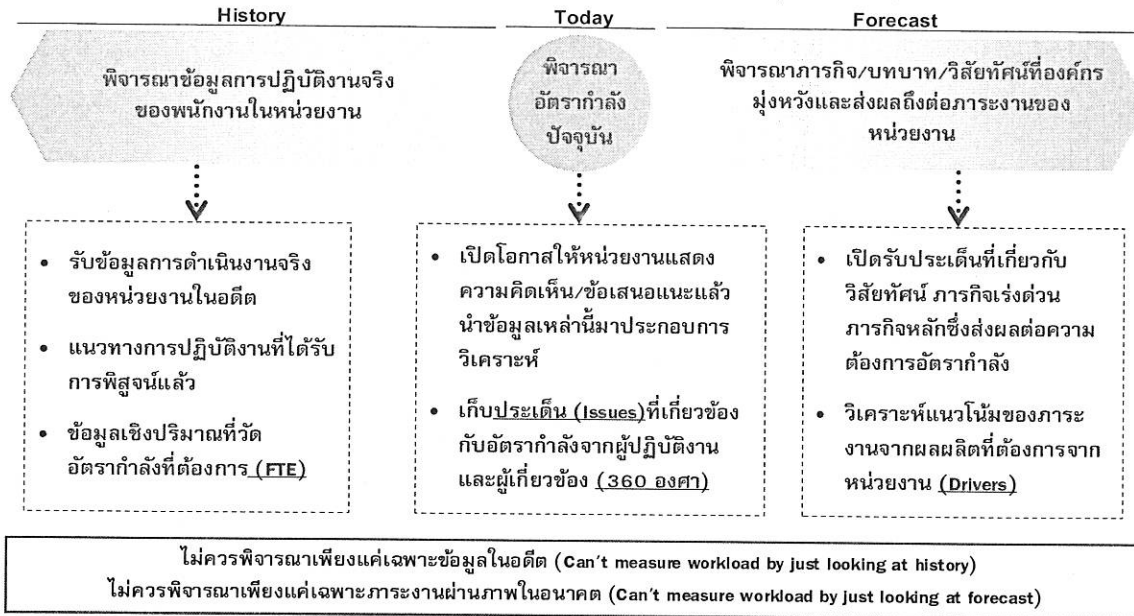 History
Today
Forecast
พิจารณาข้อมูลการปฏิบัติงานจริง
ของพนักงานในหน่วยงาน
พิจารณา
อัตรากำลัง
ปัจจุบัน
พิจารณาภารกิจ/บทบาท/วิสัยทัศน์ที่องค์กร
มุ่งหวังและส่งผลถึงต่อภาระงานของ
หน่วยงาน
• รับข้อมูลการดำเนินงานจริง
ของหน่วยงานในอดีต
• แนวทางการปฏิบัติงานที่ได้รับ
การพิสูจน์แล้ว
• ข้อมูลเชิงปริมาณที่วัด
อัตรากำลังที่ต้องการ (FTE)
• เปิดโอกาสให้หน่วยงานแสดง
ความคิดเห็น/ข้อเสนอแนะแล้ว
นำข้อมูลเหล่านี้มาประกอบการ
วิเคราะห์
• เก็บประเด็น (Issues)ที่เกี่ยวข้อง
กับอัตรากำลังจากผู้ปฏิบัติงาน
และผู้เกี่ยวข้อง (360 องศา)
• เปิดรับประเด็นที่เกี่ยวกับ
วิสัยทัศน์ ภารกิจเร่งด่วน
ภารกิจหลักซึ่งส่งผลต่อความ
ต้องการอัตรากำลัง
• วิเคราะห์แนวโน้มของภาระ
งานจากผลผลิตที่ต้องการจาก
หน่วยงาน (Drivers)
ไม่ควรพิจารณาเพียงแค่เฉพาะข้อมูลในอดีต (Can't measure workload by just looking at history)
ไม่ควรพิจารณาเพียงแค่เฉพาะภาระงานผ่านภาพในอนาคต (Can't measure workload by just looking at forecast)